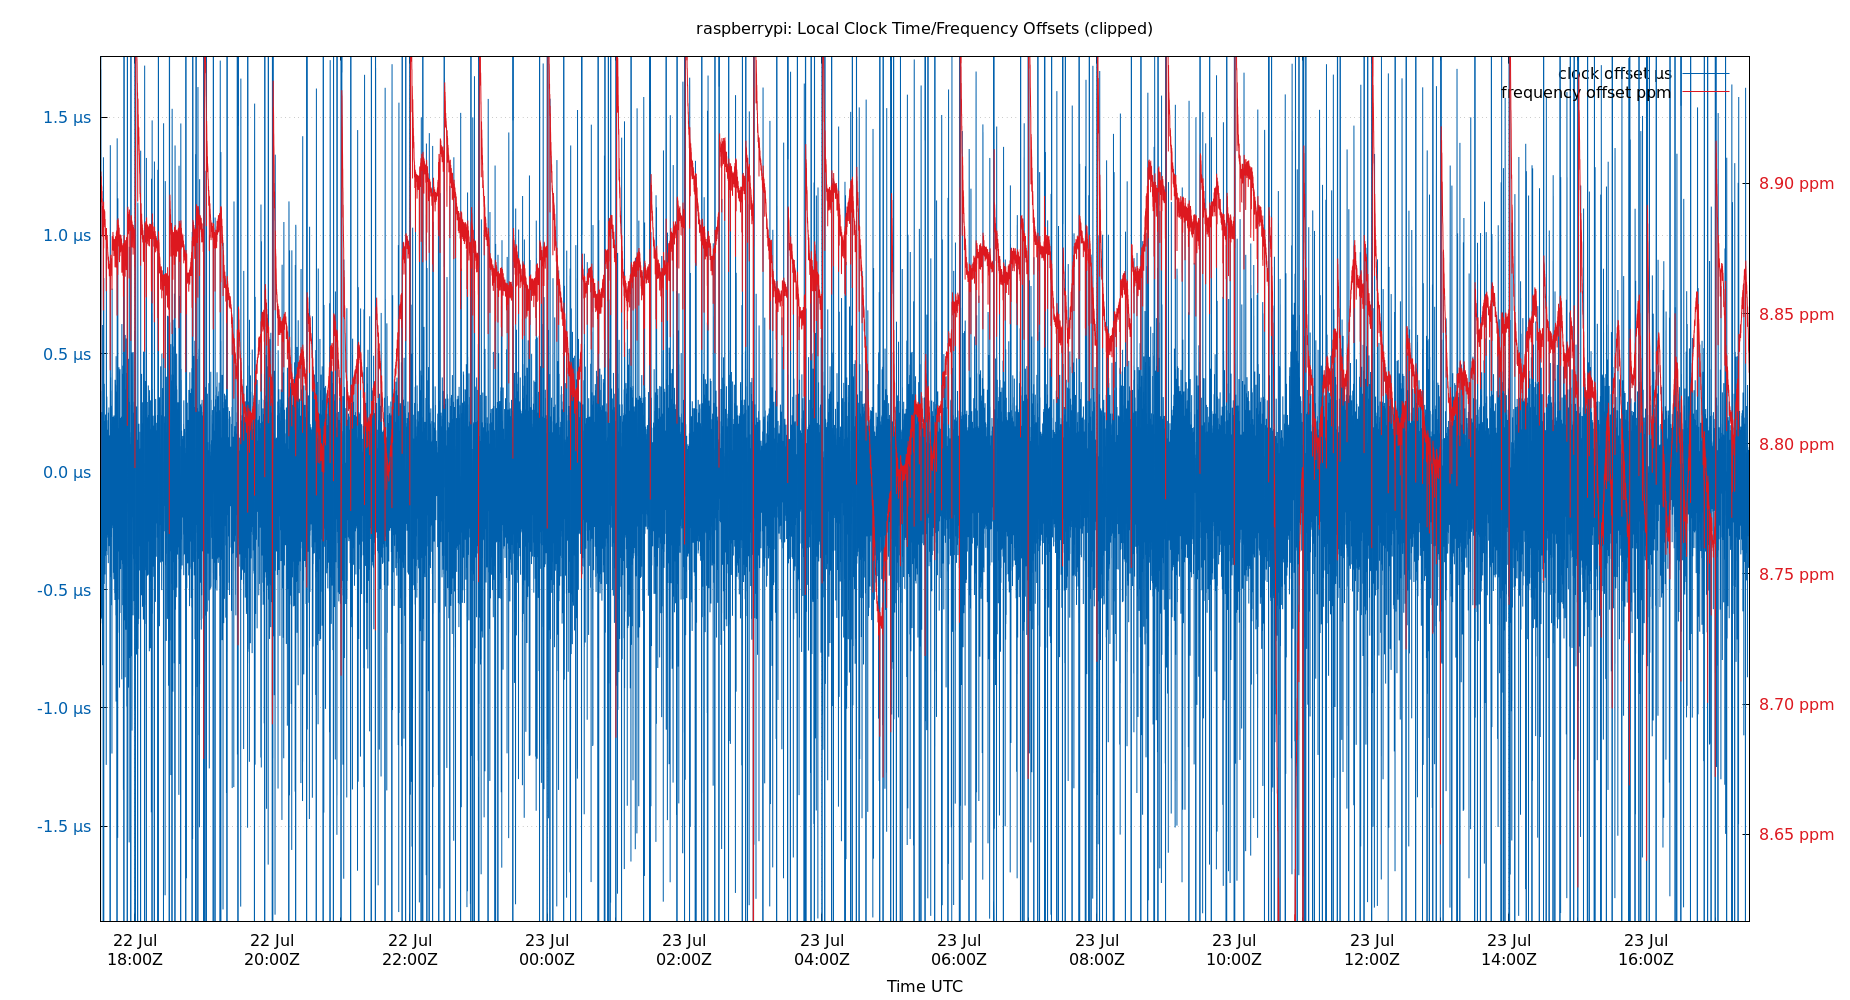 raspberrypi: Local Clock Time/Frequency Offsets (clipped)
clock offset µs
frequency offset ppm
1.5 µs
1.0 µs
0.5 µs
0.0 µs
-0.5 µs
-1.0 µs
-1.5 µs
8.90 ppm
8.85 ppm
8.80 ppm
8.75 ppm
8.70 ppm
8.65 ppm
22 Jul 22 Jul 22 Jul 23 Jul 23 Jul 23 Jul 23 Jul 23 Jul 23 Jul 23 Jul 23 Jul 23 Jul
18:00Z 20:00Z 22:00Z 00:00Z 02:00Z 04:00Z 06:00Z 08:00Z 10:00Z 12:00Z 14:00Z 16:00Z
Time UTC